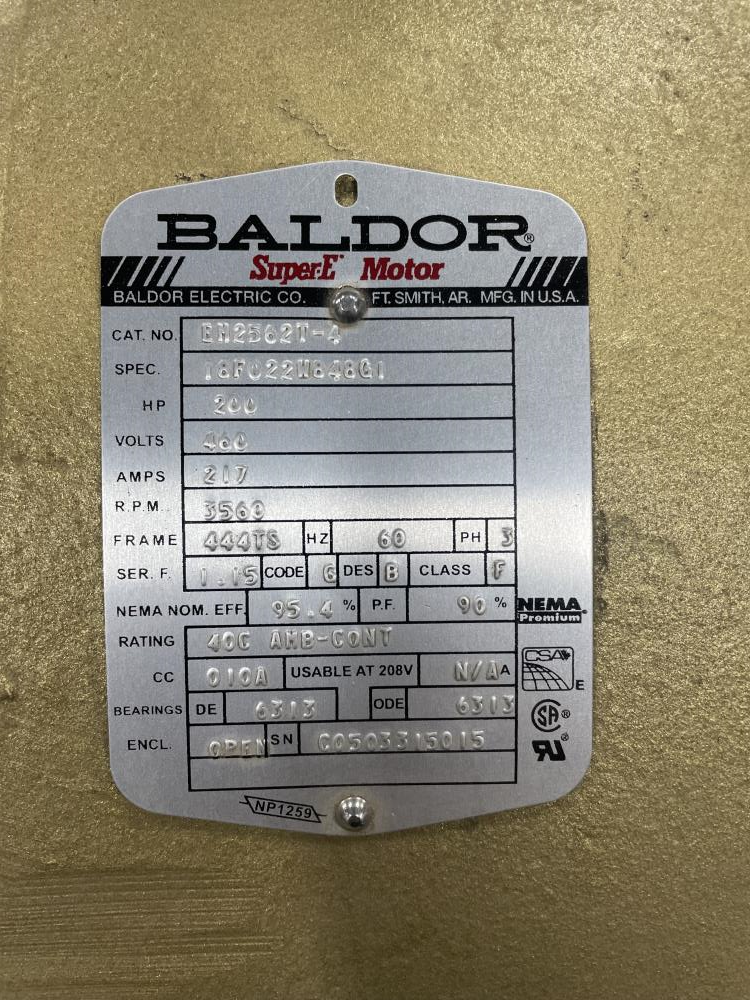 BALDOR®
Super-E® Motor
BALDOR ELECTRIC CO. FT. SMITH, AR. MFG. IN U.S.A.
CAT. NO. EM2562T-4
SPEC. 18F022W848G1
HP 200
VOLTS 460
AMPS 217
R.P.M. 3560
FRAME 444TS HZ 60 PH 3
SER. F. 1.15 CODE G DES B CLASS F
NEMA NOM. EFF. 95.4 % P.F. 90 % NEMA®
Premium
RATING 40C AMB-CONT
CC 010A USABLE AT 208V N/A A
CSA
E
BEARINGS DE 6313 ODE 6313
SA®
ENCL. OPEN SN C0503315015
RU®
NP1259